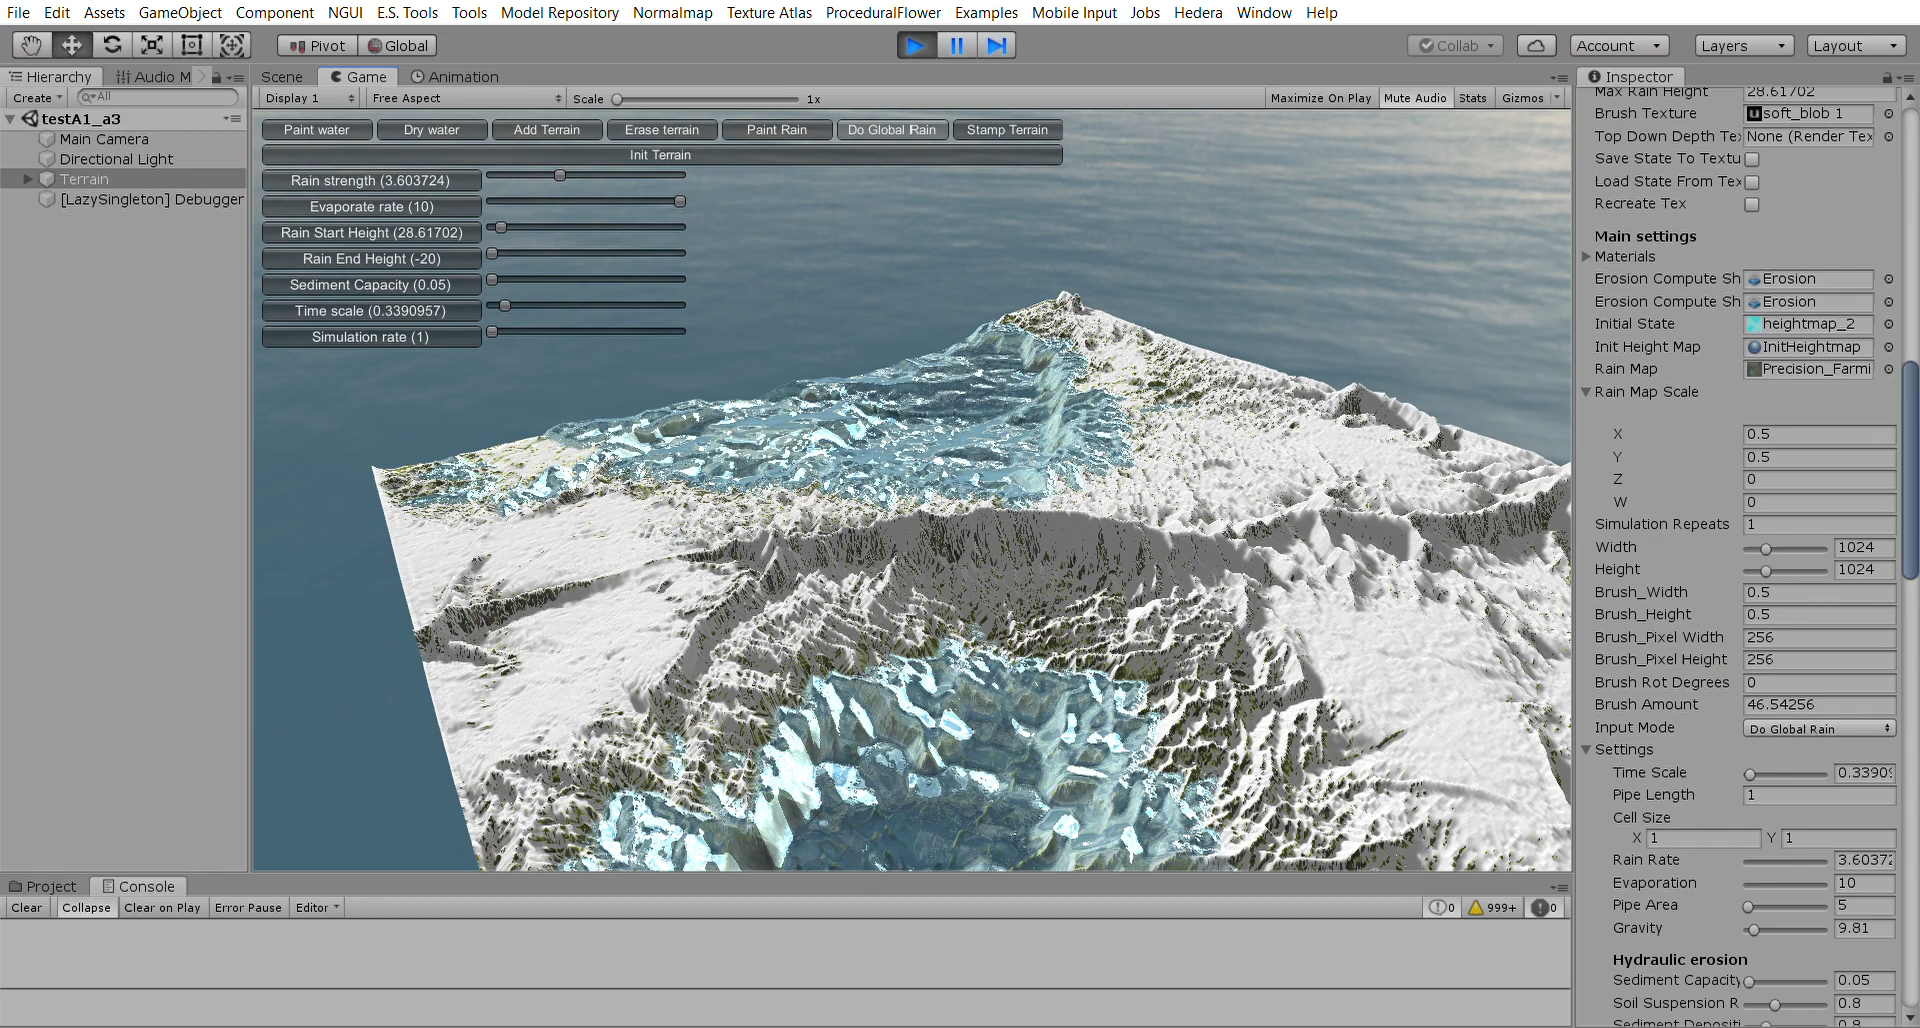 File Edit Assets GameObject Component NGUI E.S. Tools Tools Model Repository Normalmap Texture Atlas ProceduralFlower Examples Mobile Input Jobs Hedera Window Help
Pivot Global Collab Account Layers Layout
Hierarchy Audio M
Create All
testA1_a3
Main Camera
Directional Light
Terrain
[LazySingleton] Debugger
Scene Game Animation
Display 1 Free Aspect Scale 1x Maximize On Play Mute Audio Stats Gizmos
Paint water Dry water Add Terrain Erase terrain Paint Rain Do Global Rain Stamp Terrain
Init Terrain
Rain strength (3.603724)
Evaporate rate (10)
Rain Start Height (28.61702)
Rain End Height (-20)
Sediment Capacity (0.05)
Time scale (0.3390957)
Simulation rate (1)
Project Console
Clear Collapse Clear on Play Error Pause Editor 0 999+ 0
Inspector
Max Rain Height 28.61702
Brush Texture soft_blob 1
Top Down Depth Te None (Render Tex
Save State To Textu
Load State From Tex
Recreate Tex
Main settings
Materials
Erosion Compute Sh Erosion
Erosion Compute Sh Erosion
Initial State heightmap_2
Init Height Map InitHeightmap
Rain Map Precision_Farmi
Rain Map Scale
X 0.5
Y 0.5
Z 0
W 0
Simulation Repeats 1
Width 1024
Height 1024
Brush_Width 0.5
Brush_Height 0.5
Brush_Pixel Width 256
Brush_Pixel Height 256
Brush Rot Degrees 0
Brush Amount 46.54256
Input Mode Do Global Rain
Settings
Time Scale 0.3390
Pipe Length 1
Cell Size
X 1 Y 1
Rain Rate 3.6037
Evaporation 10
Pipe Area 5
Gravity 9.81
Hydraulic erosion
Sediment Capacity 0.05
Soil Suspension R 0.8
Sediment Depositi 0.8